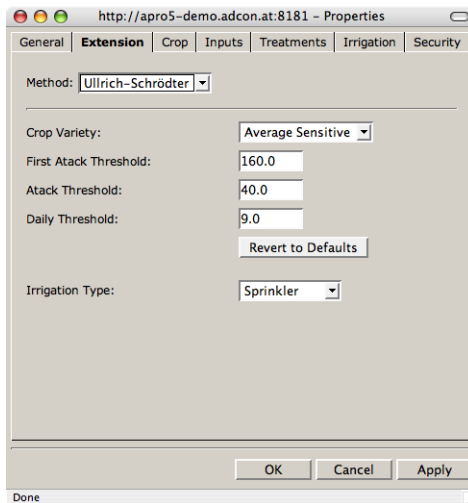 http://apro5-demo.adcon.at:8181 – Properties
General Extension Crop Inputs Treatments Irrigation Security
Method: Ullrich-Schrödter
Crop Variety: Average Sensitive
First Atack Threshold: 160.0
Atack Threshold: 40.0
Daily Threshold: 9.0
Revert to Defaults
Irrigation Type: Sprinkler
OK Cancel Apply
Done